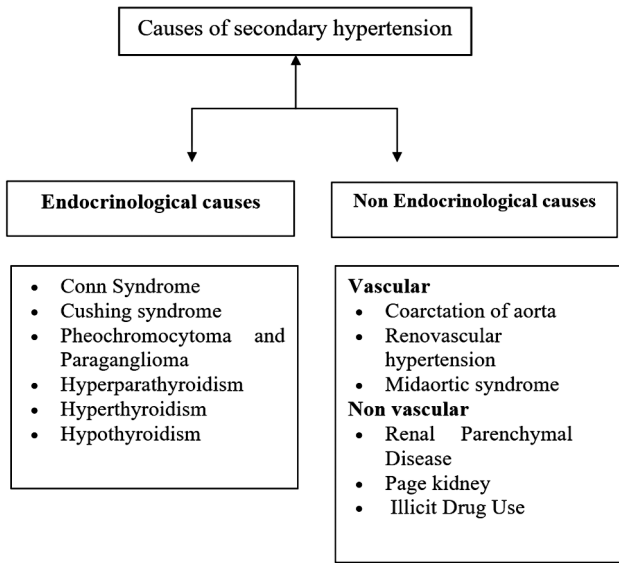 Causes of secondary hypertension
Endocrinological causes
Non Endocrinological causes
• Conn Syndrome
• Cushing syndrome
• Pheochromocytoma and
Paraganglioma
• Hyperparathyroidism
• Hyperthyroidism
• Hypothyroidism
Vascular
• Coarctation of aorta
• Renovascular
hypertension
• Midaortic syndrome
Non vascular
• Renal Parenchymal
Disease
• Page kidney
• Illicit Drug Use